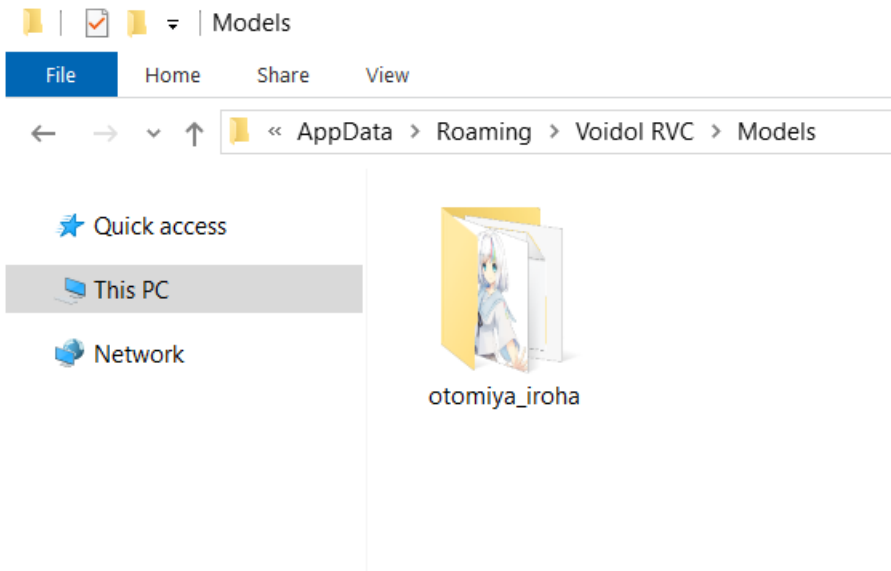 Models
File Home Share View
« AppData > Roaming > Voidol RVC > Models
Quick access
This PC
Network
otomiya_iroha